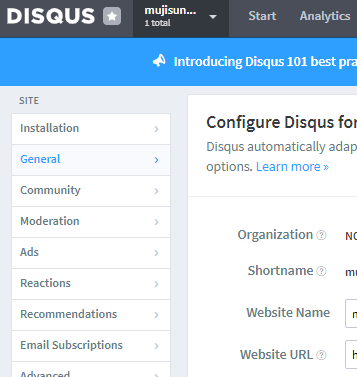 DISQUS
mujisun...
1 total
Start
Analytics
Introducing Disqus 101 best pra
SITE
Installation
General
Community
Moderation
Ads
Reactions
Recommendations
Email Subscriptions
Advanced
Configure Disqus for
Disqus automatically adap
options. Learn more »
Organization ?
Shortname ?
mu
Website Name
Website URL ?